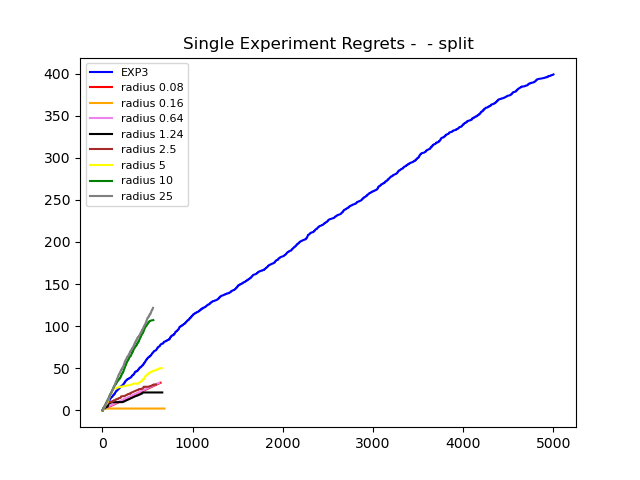 Single Experiment Regrets -  - split
EXP3
radius 0.08
radius 0.16
radius 0.64
radius 1.24
radius 2.5
radius 5
radius 10
radius 25
400
350
300
250
200
150
100
50
0
0 1000 2000 3000 4000 5000